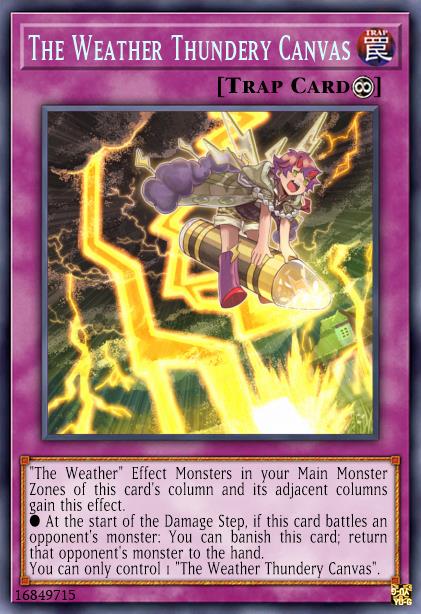 The Weather Thundery Canvas
TRAP
罠
[Trap Card]
"The Weather" Effect Monsters in your Main Monster
Zones of this card's column and its adjacent columns
gain this effect.
● At the start of the Damage Step, if this card battles an
opponent's monster: You can banish this card; return
that opponent's monster to the hand.
You can only control 1 "The Weather Thundery Canvas".
16849715